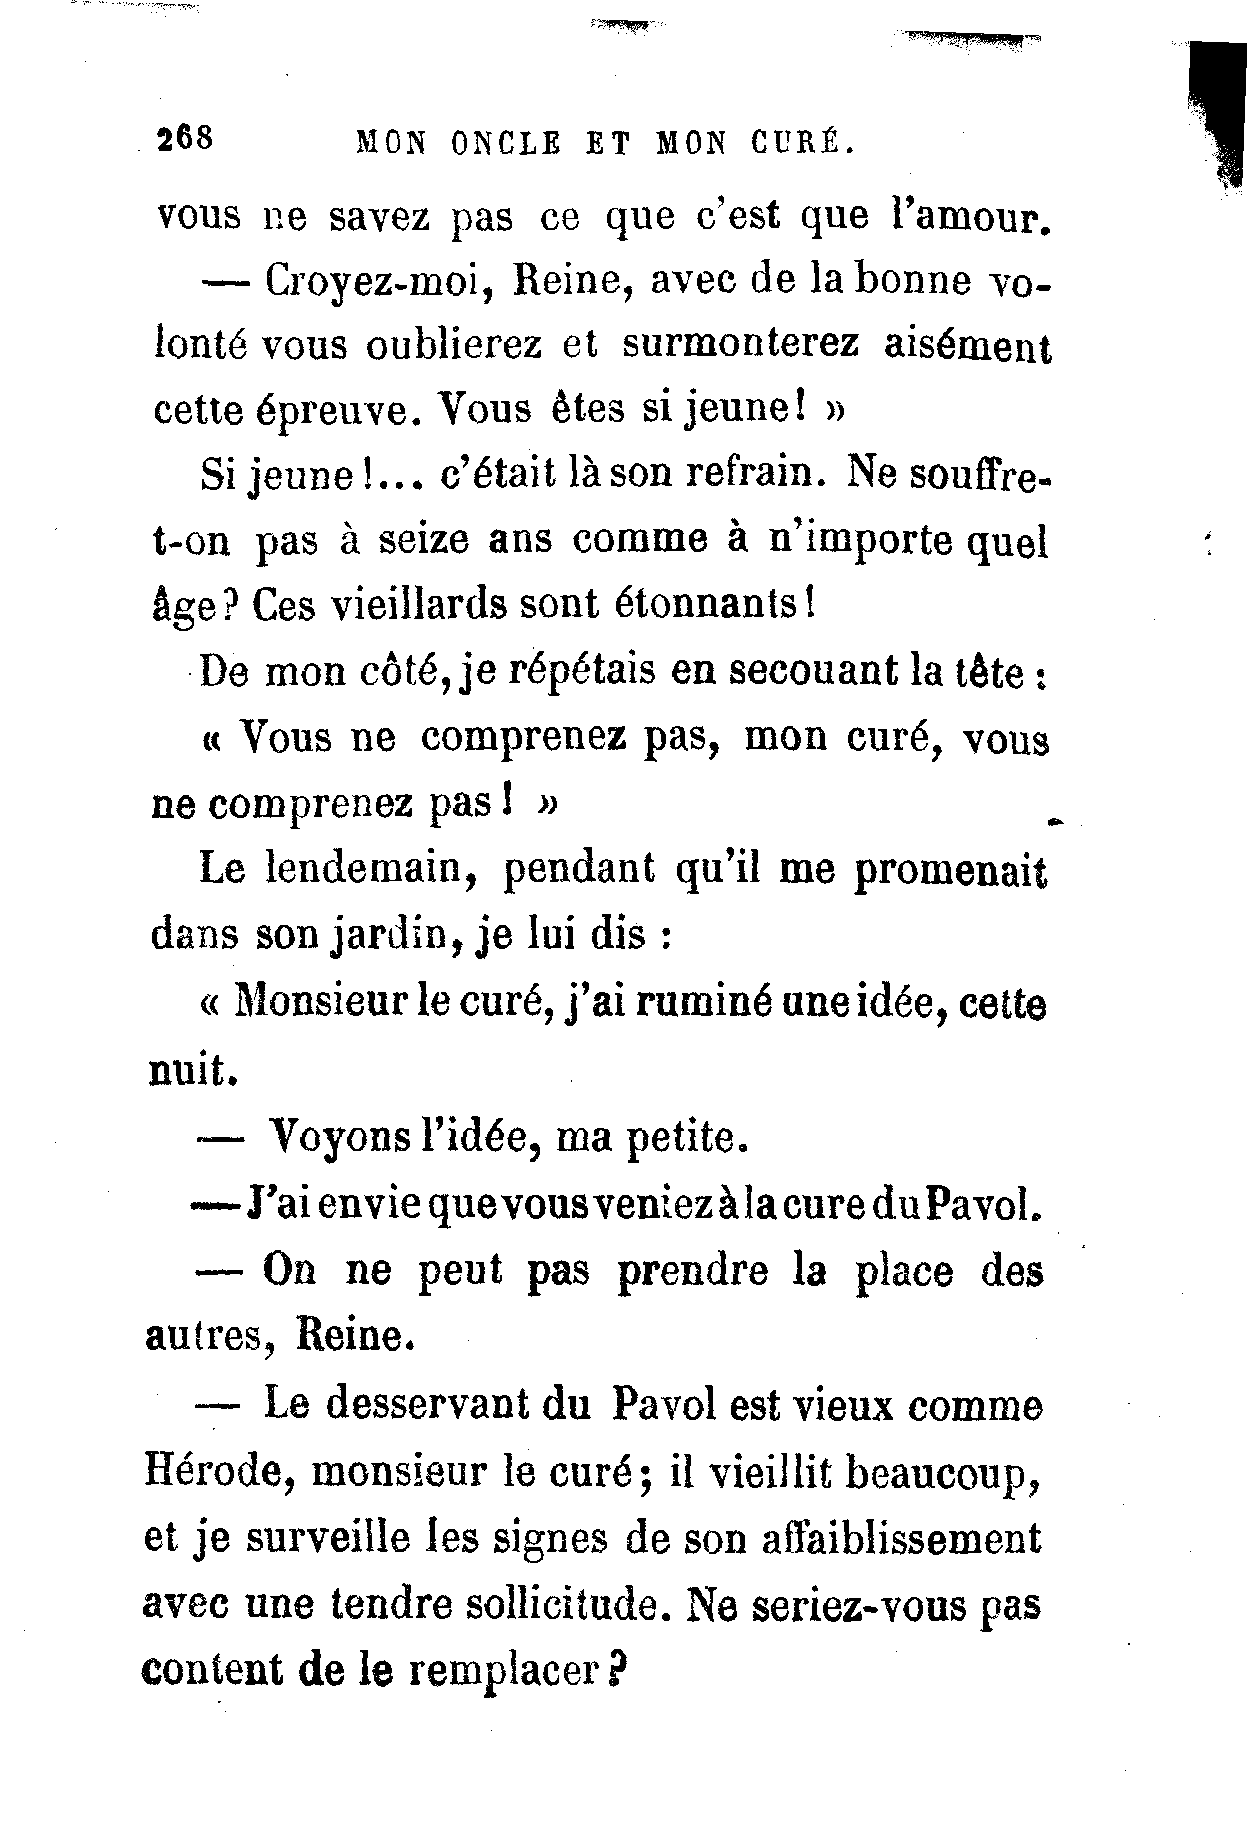 268 MON ONCLE ET MON CURÉ.
vous ne savez pas ce que c'est que l'amour.
— Croyez-moi, Reine, avec de la bonne vo-
lonté vous oublierez et surmonterez aisément
cette épreuve. Vous êtes si jeune! »
Si jeune!... c'était là son refrain. Ne souffre-
t-on pas à seize ans comme à n'importe quel
âge? Ces vieillards sont étonnants!
De mon côté, je répétais en secouant la tête :
« Vous ne comprenez pas, mon curé, vous
ne comprenez pas! »
Le lendemain, pendant qu'il me promenait
dans son jardin, je lui dis :
« Monsieur le curé, j'ai ruminé une idée, cette
nuit.
— Voyons l'idée, ma petite.
— J'ai envie que vous veniez à la cure du Pavol.
— On ne peut pas prendre la place des
autres, Reine.
— Le desservant du Pavol est vieux comme
Hérode, monsieur le curé; il vieillit beaucoup,
et je surveille les signes de son affaiblissement
avec une tendre sollicitude. Ne seriez-vous pas
content de le remplacer?